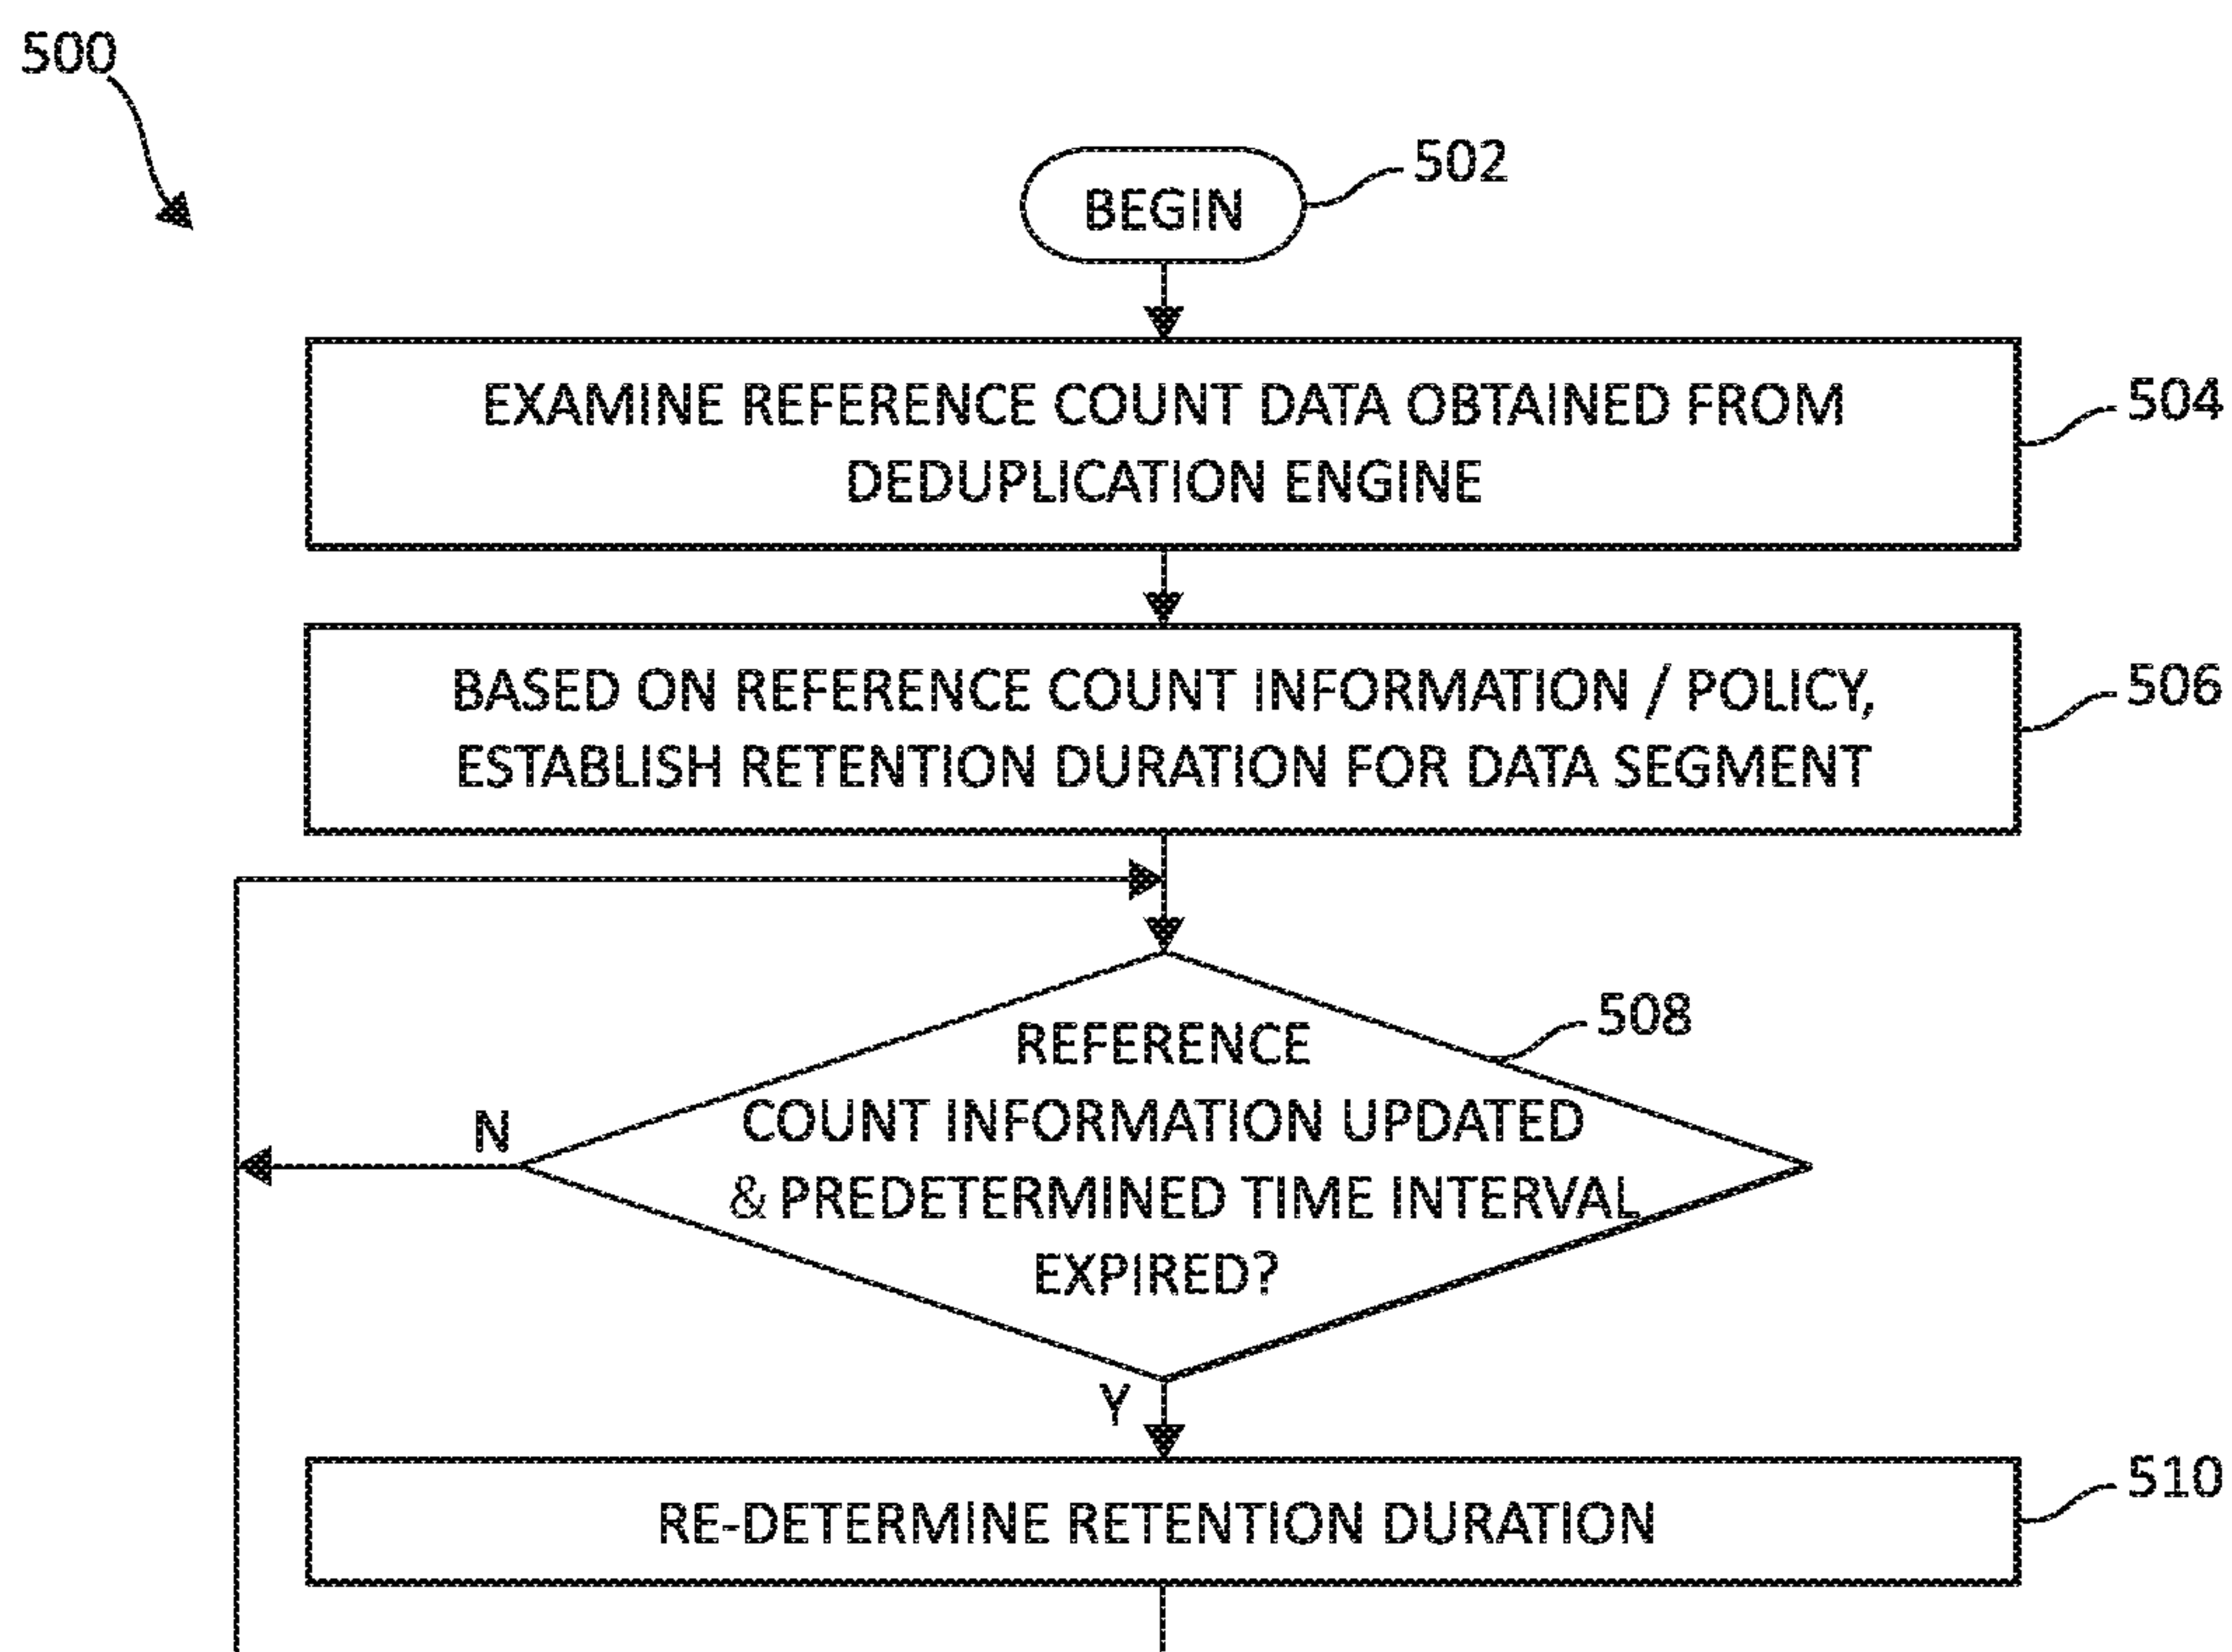 500
BEGIN
502
EXAMINE REFERENCE COUNT DATA OBTAINED FROM
DEDUPLICATION ENGINE
504
BASED ON REFERENCE COUNT INFORMATION / POLICY,
ESTABLISH RETENTION DURATION FOR DATA SEGMENT
506
REFERENCE
COUNT INFORMATION UPDATED
& PREDETERMINED TIME INTERVAL
EXPIRED?
508
N
Y
RE-DETERMINE RETENTION DURATION
510